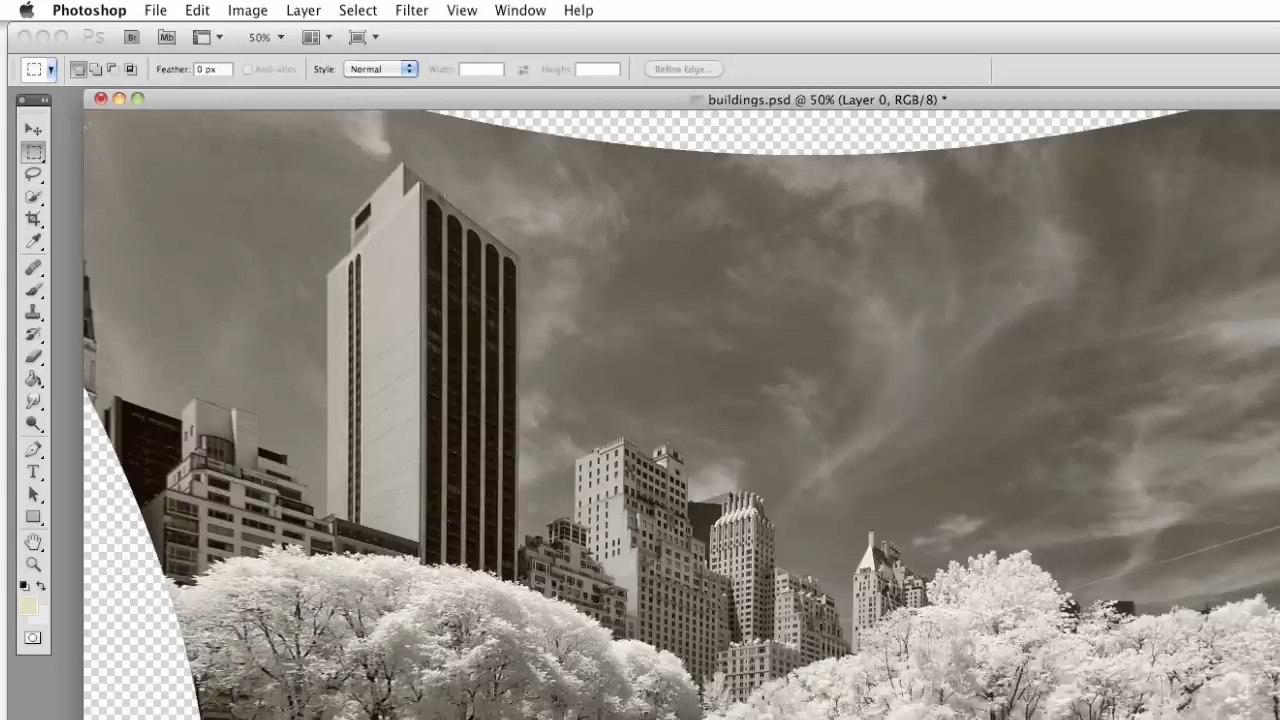 Photoshop File Edit Image Layer Select Filter View Window Help
Ps Br Mb 50%
Feather: 0 px Anti-alias Style: Normal Width: Height: Refine Edge...
buildings.psd @ 50% (Layer 0, RGB/8) *
T